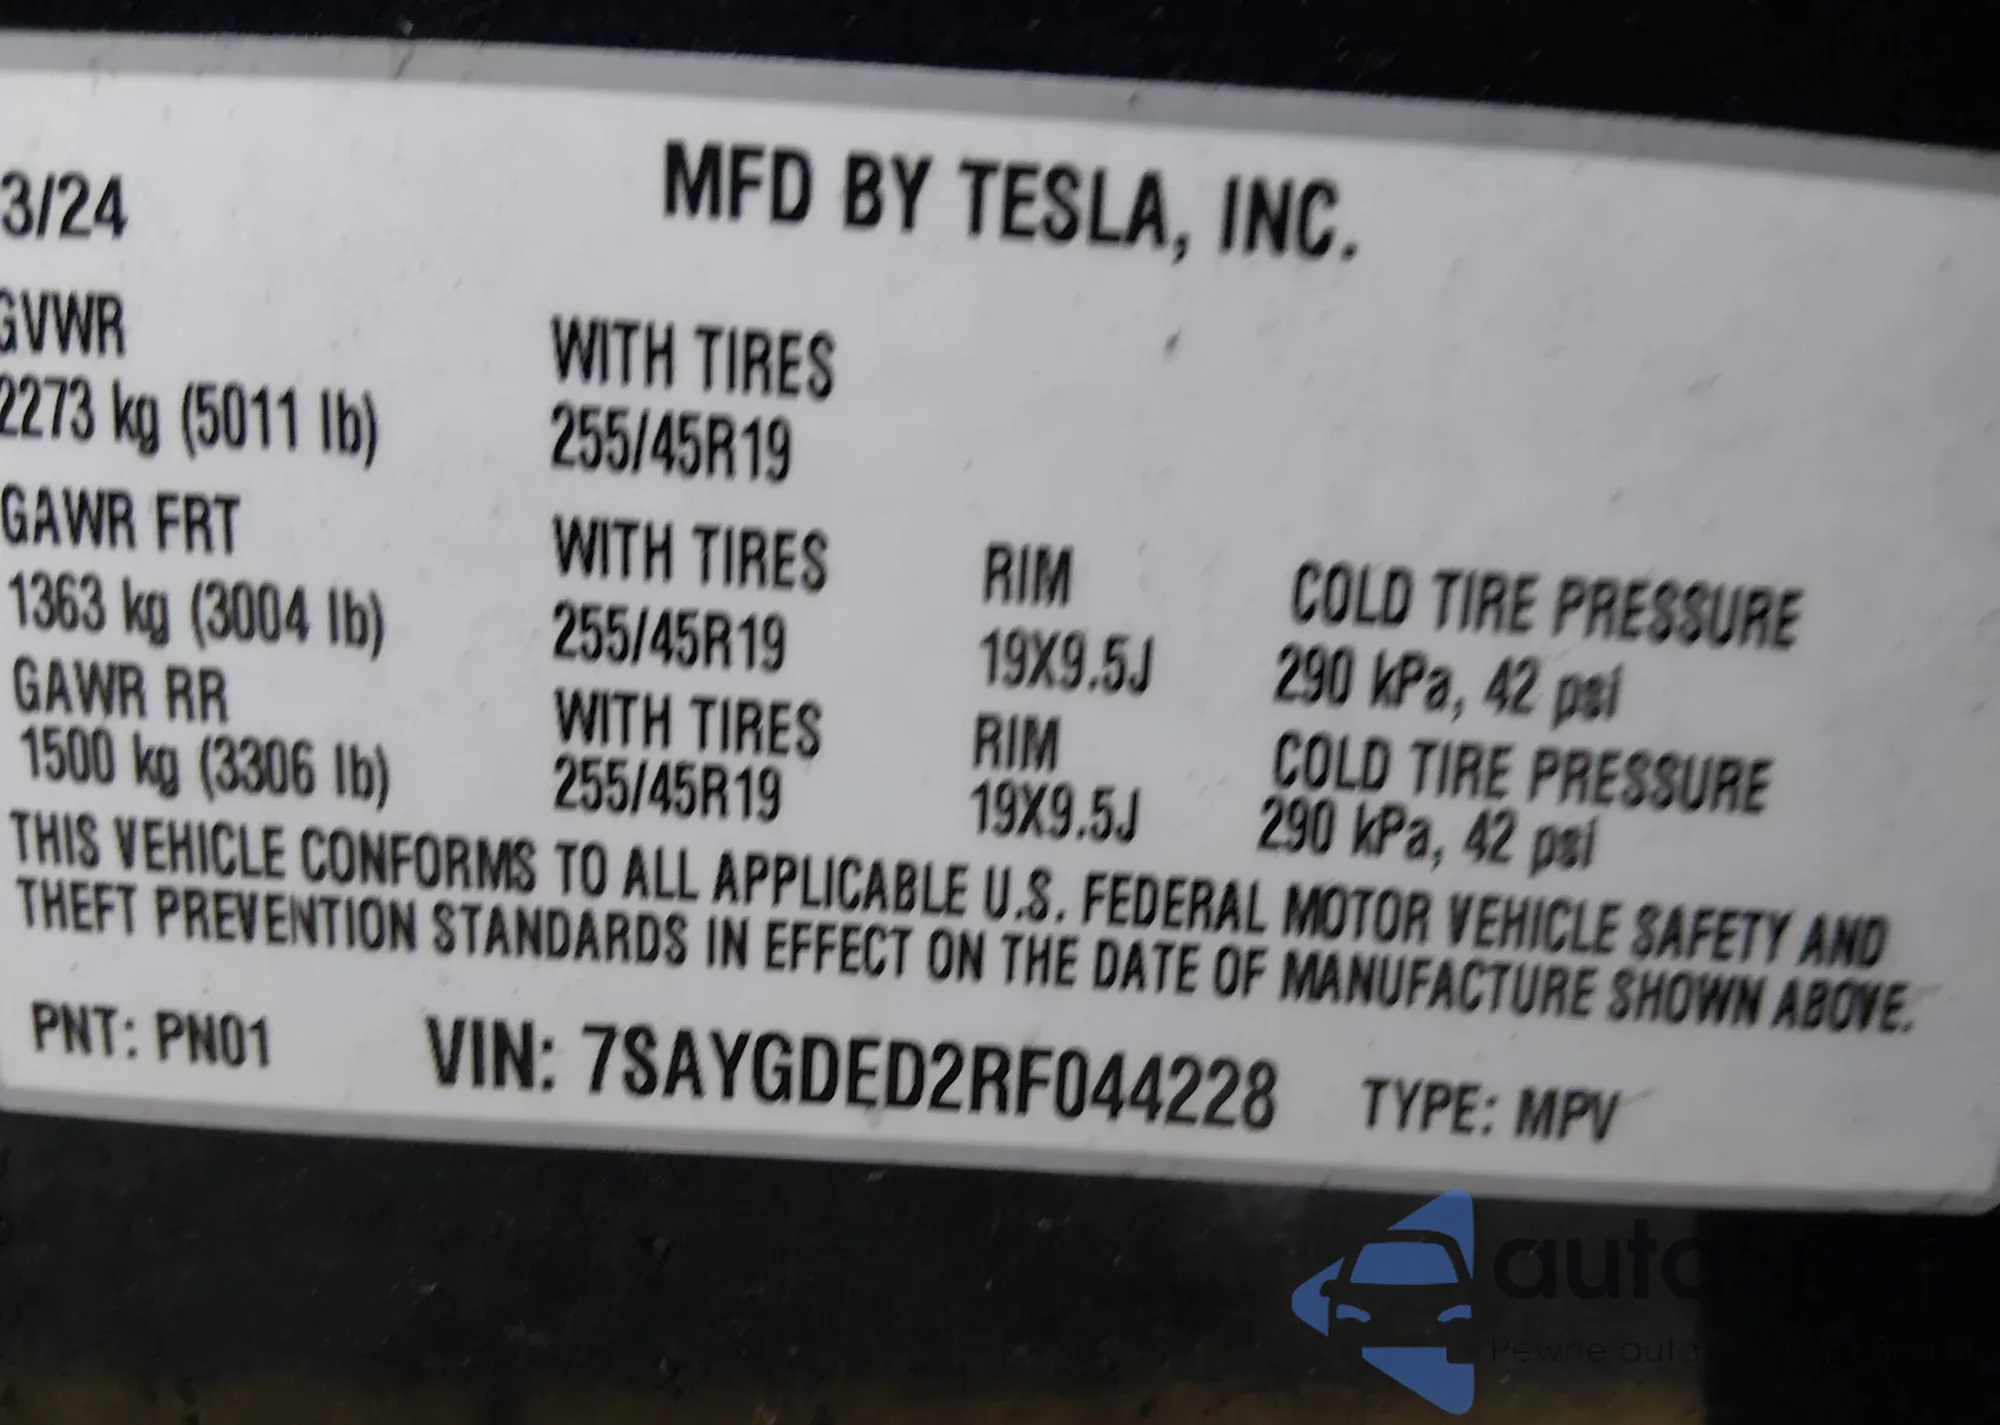 3/24 MFD BY TESLA, INC.
GVWR WITH TIRES
2273 kg (5011 lb) 255/45R19
GAWR FRT WITH TIRES RIM COLD TIRE PRESSURE
1363 kg (3004 lb) 255/45R19 19X9.5J 290 kPa, 42 psi
GAWR RR WITH TIRES RIM COLD TIRE PRESSURE
1500 kg (3306 lb) 255/45R19 19X9.5J 290 kPa, 42 psi
THIS VEHICLE CONFORMS TO ALL APPLICABLE U.S. FEDERAL MOTOR VEHICLE SAFETY AND
THEFT PREVENTION STANDARDS IN EFFECT ON THE DATE OF MANUFACTURE SHOWN ABOVE.
PNT: PN01 VIN: 7SAYGDED2RF044228 TYPE: MPV
Pewne auto